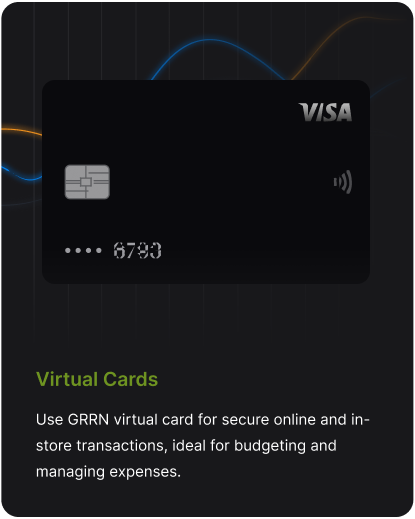 VISA
•••• 6793
Virtual Cards
Use GRRN virtual card for secure online and in-
store transactions, ideal for budgeting and
managing expenses.